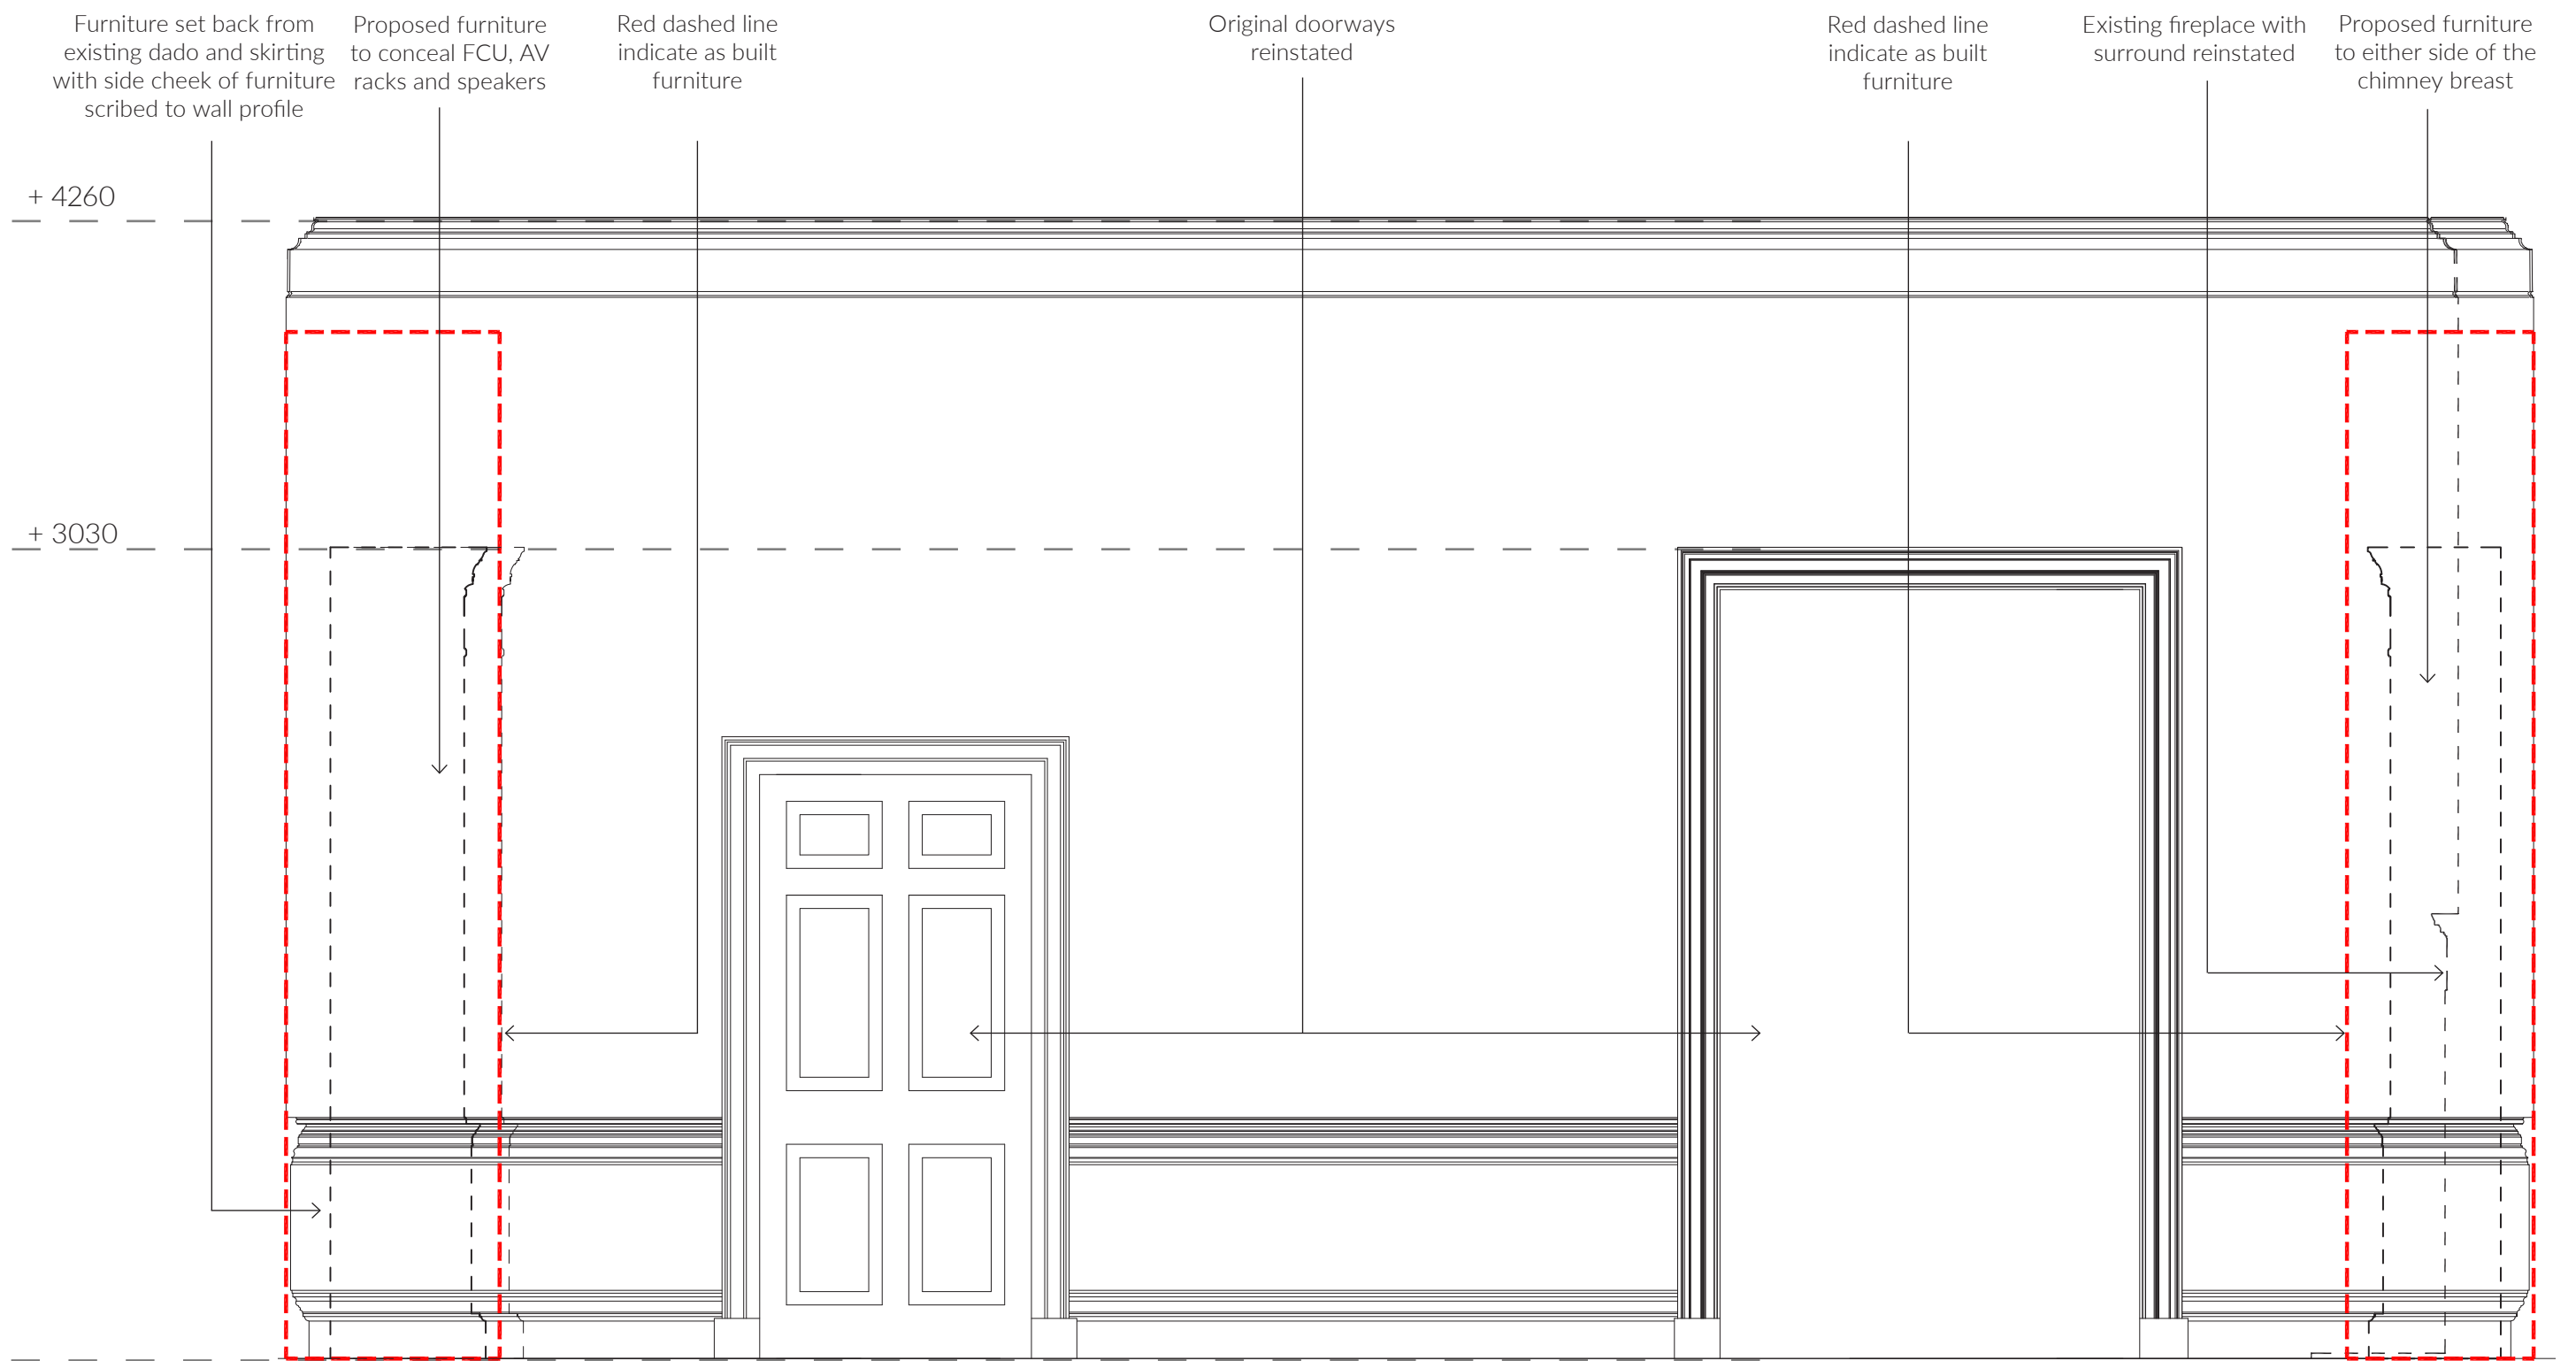 Furniture set back from
existing dado and skirting
with side cheek of furniture
scribed to wall profile
Proposed furniture
to conceal FCU, AV
racks and speakers
Red dashed line
indicate as built
furniture
Original doorways
reinstated
Red dashed line
indicate as built
furniture
Existing fireplace with
surround reinstated
Proposed furniture
to either side of the
chimney breast
+ 4260
+ 3030